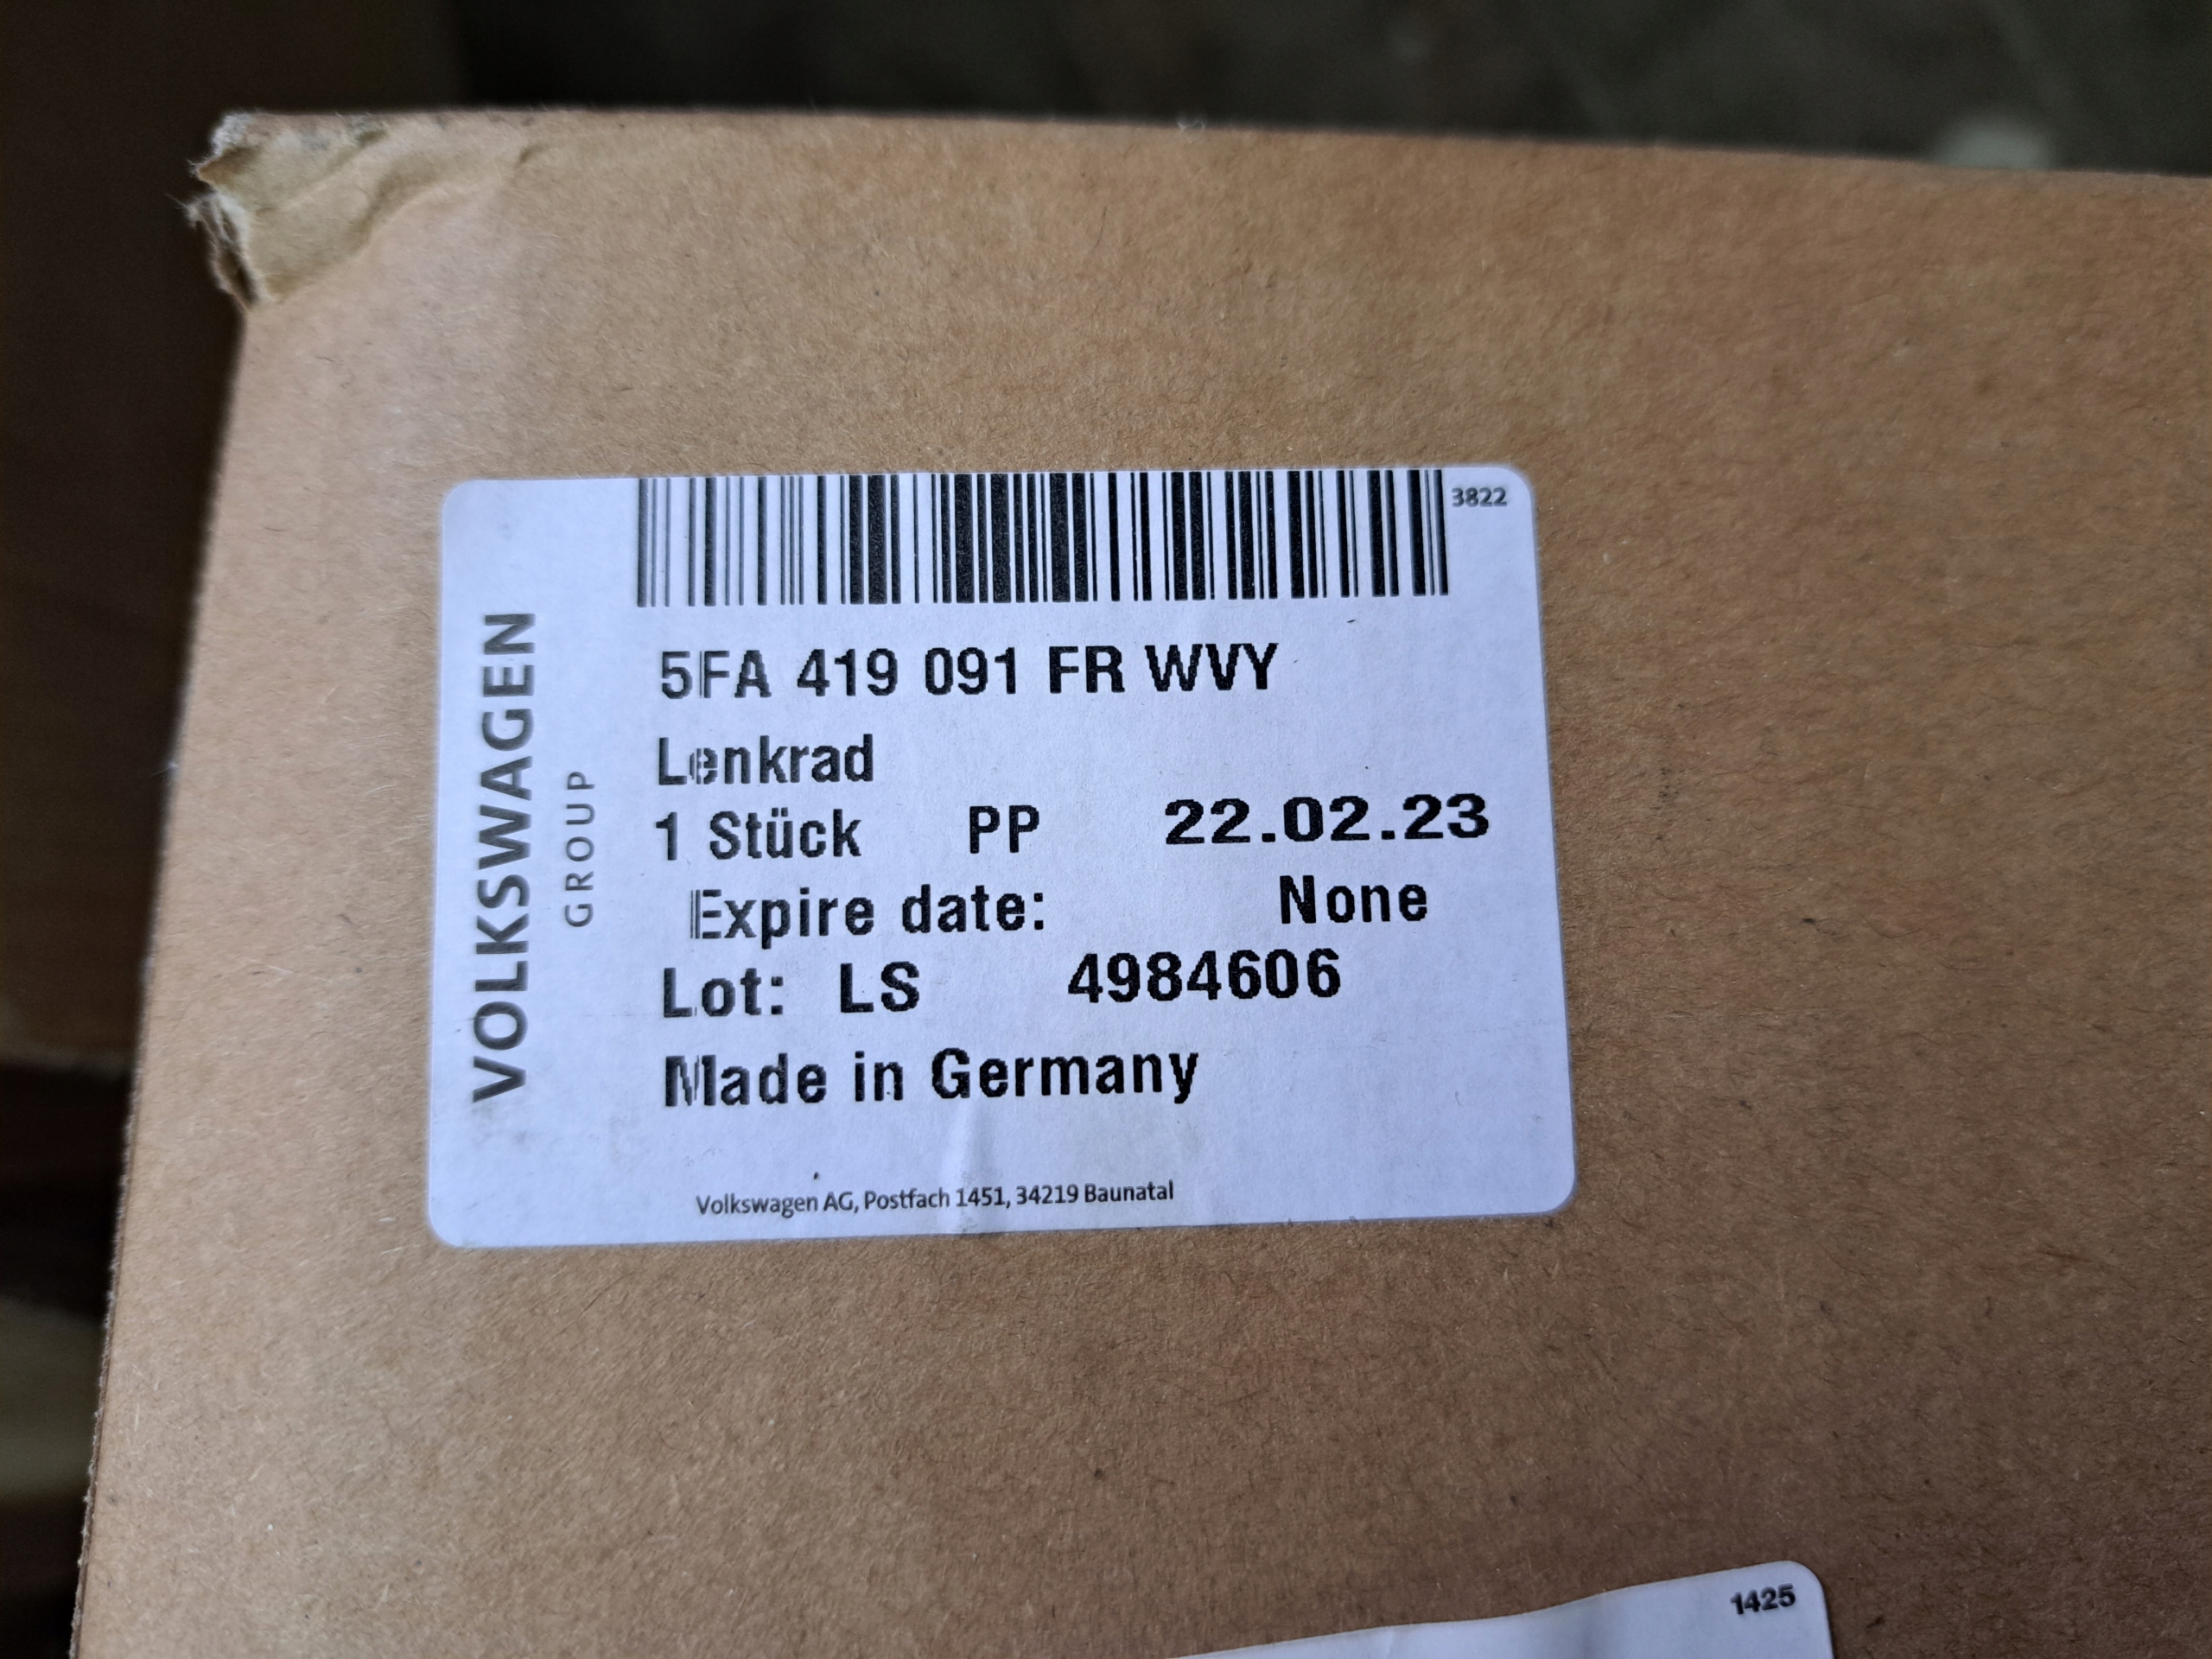 3822
VOLKSWAGEN
GROUP
5FA 419 091 FR WVY
Lenkrad
1 Stück PP 22.02.23
Expire date: None
Lot: LS 4984606
Made in Germany
Volkswagen AG, Postfach 1451, 34219 Baunatal
1425